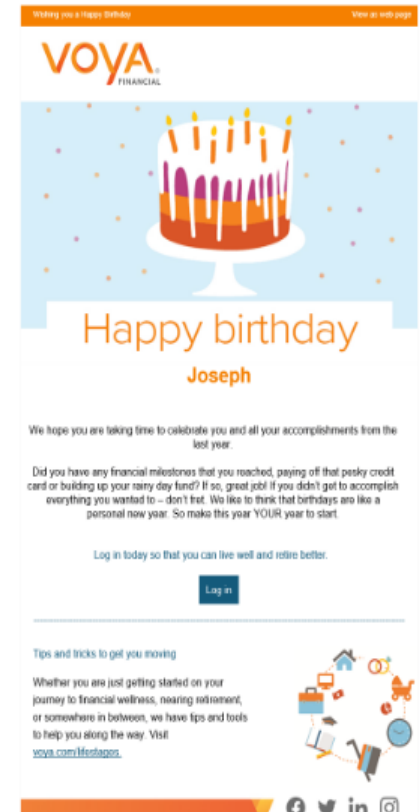 Wishing you a Happy Birthday
View as web page
VOYA
FINANCIAL
Happy birthday
Joseph
We hope you are taking time to celebrate you and all your accomplishments from the
last year.
Did you have any financial milestones that you reached, paying off that pesky credit
card or building up your rainy day fund? If so, great job! If you didn't get to accomplish
everything you wanted to – don't fret. We like to think that birthdays are like a
personal new year. So make this year YOUR year to start.
Log in today so that you can live well and retire better.
Log in
Tips and tricks to get you moving
Whether you are just getting started on your
journey to financial wellness, nearing retirement,
or somewhere in between, we have tips and tools
to help you along the way. Visit
voya.com/lifestages.